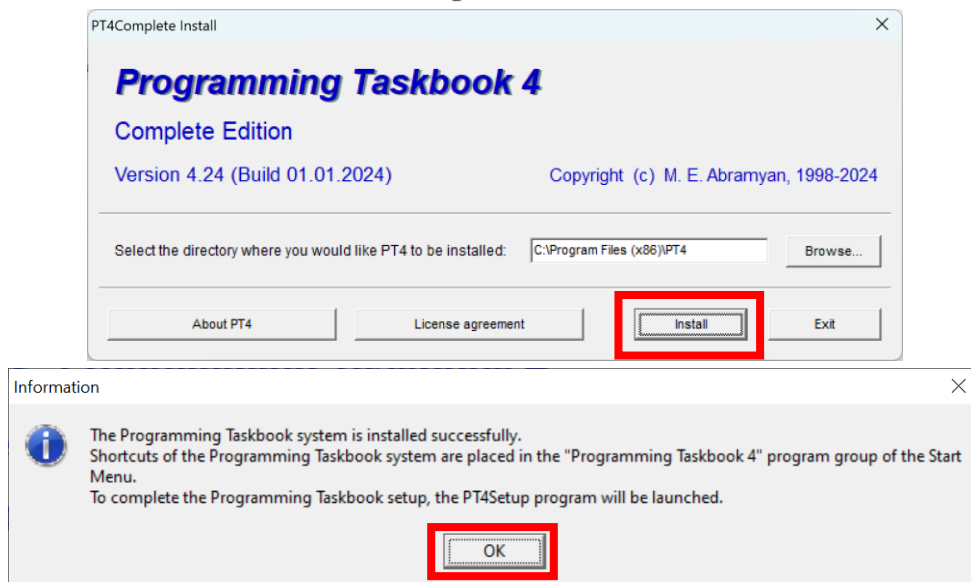 PT4Complete Install
Programming Taskbook 4
Complete Edition
Version 4.24 (Build 01.01.2024) Copyright (c) M. E. Abramyan, 1998-2024
Select the directory where you would like PT4 to be installed: C:\Program Files (x86)\PT4 Browse...
About PT4 License agreement Install Exit
Information
The Programming Taskbook system is installed successfully.
Shortcuts of the Programming Taskbook system are placed in the "Programming Taskbook 4" program group of the Start
Menu.
To complete the Programming Taskbook setup, the PT4Setup program will be launched.
OK